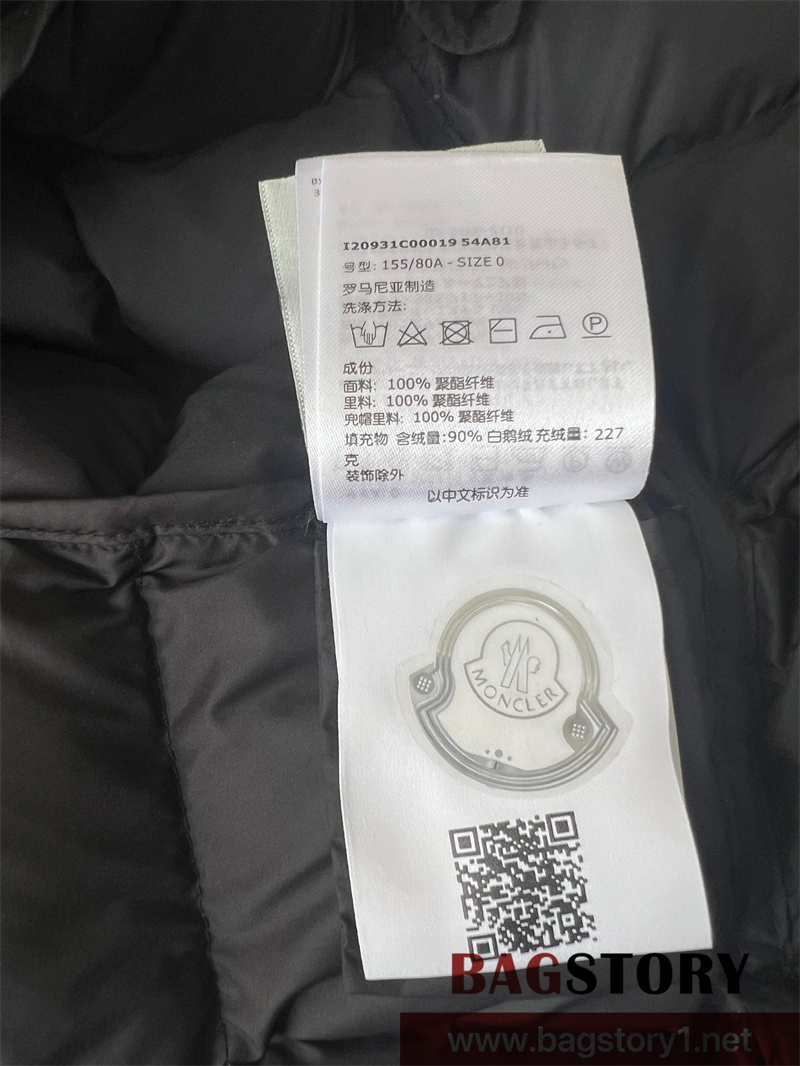 I20931C00019 54A81
号型: 155/80A - SIZE 0
罗马尼亚制造
洗涤方法:
P
成份
面料: 100% 聚酯纤维
里料: 100% 聚酯纤维
兜帽里料: 100% 聚酯纤维
填充物 含绒量:90% 白鹅绒 充绒量: 227
克
装饰除外
以中文标识为准
MONCLER
BAGSTORY
www.bagstory1.net